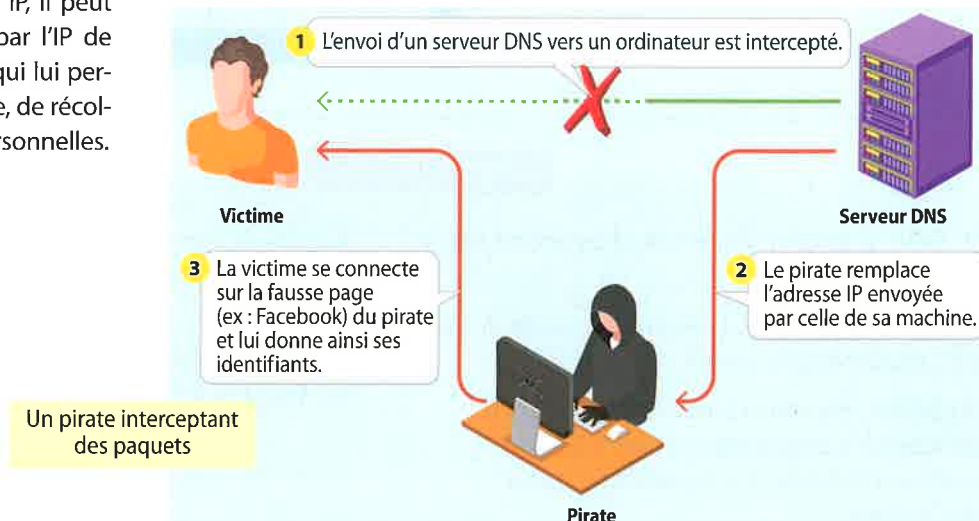 IP, il peut
par l'IP de
qui lui per-
e, de récol-
rsonnelles.
1 L'envoi d'un serveur DNS vers un ordinateur est intercepté.
Victime
Serveur DNS
3 La victime se connecte
sur la fausse page
(ex : Facebook) du pirate
et lui donne ainsi ses
identifiants.
2 Le pirate remplace
l'adresse IP envoyée
par celle de sa machine.
Un pirate interceptant
des paquets
Pirate